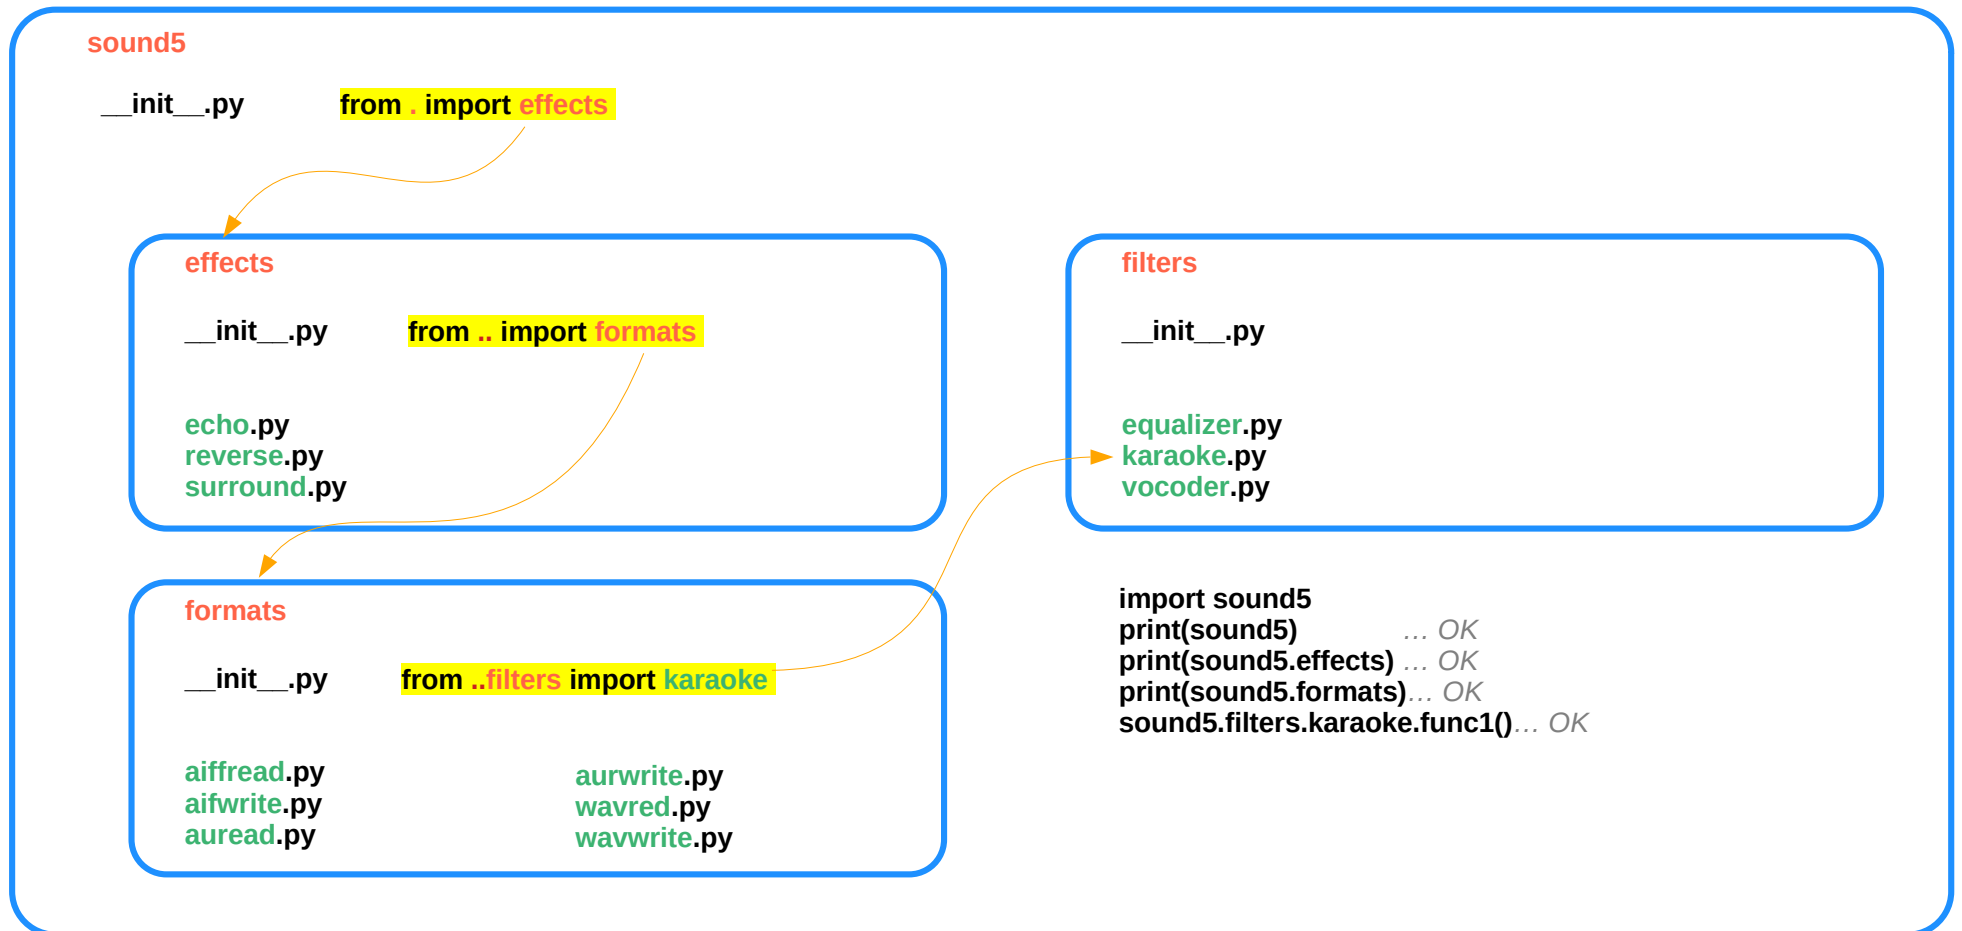 sound5
__init__.py from . import effects
effects
__init__.py from .. import formats
echo.py
reverse.py
surround.py
filters
__init__.py
equalizer.py
karaoke.py
vocoder.py
formats
__init__.py from ..filters import karaoke
aiffread.py
aifwrite.py
auread.py
aurwrite.py
wavred.py
wavwrite.py
import sound5
print(sound5) … OK
print(sound5.effects) … OK
print(sound5.formats)… OK
sound5.filters.karaoke.func1()… OK